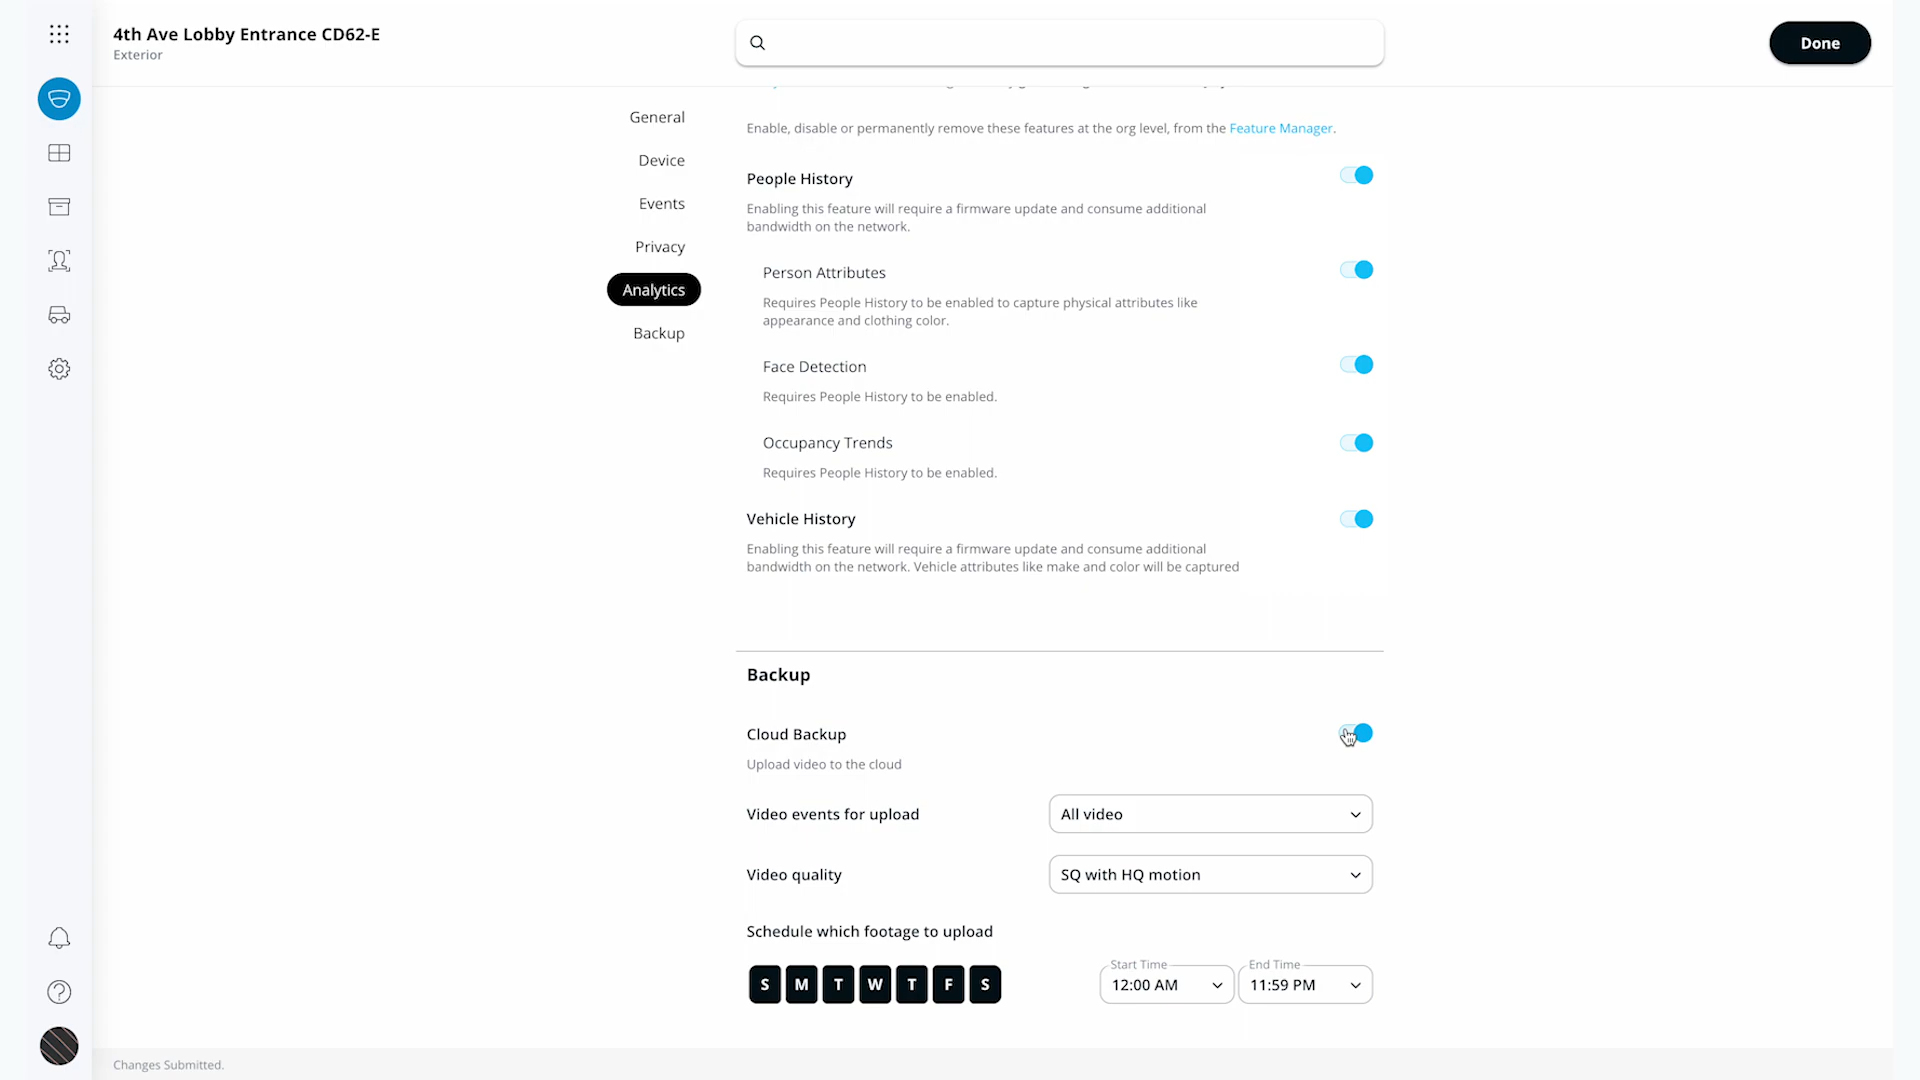 4th Ave Lobby Entrance CD62-E
Exterior
Done
General
Device
Events
Privacy
Analytics
Backup
Enable, disable or permanently remove these features at the org level, from the Feature Manager.
People History
Enabling this feature will require a firmware update and consume additional
bandwidth on the network.
Person Attributes
Requires People History to be enabled to capture physical attributes like
appearance and clothing color.
Face Detection
Requires People History to be enabled.
Occupancy Trends
Requires People History to be enabled.
Vehicle History
Enabling this feature will require a firmware update and consume additional
bandwidth on the network. Vehicle attributes like make and color will be captured
Backup
Cloud Backup
Upload video to the cloud
Video events for upload
All video
Video quality
SQ with HQ motion
Schedule which footage to upload
S M T W T F S
Start Time
12:00 AM
End Time
11:59 PM
Changes Submitted.